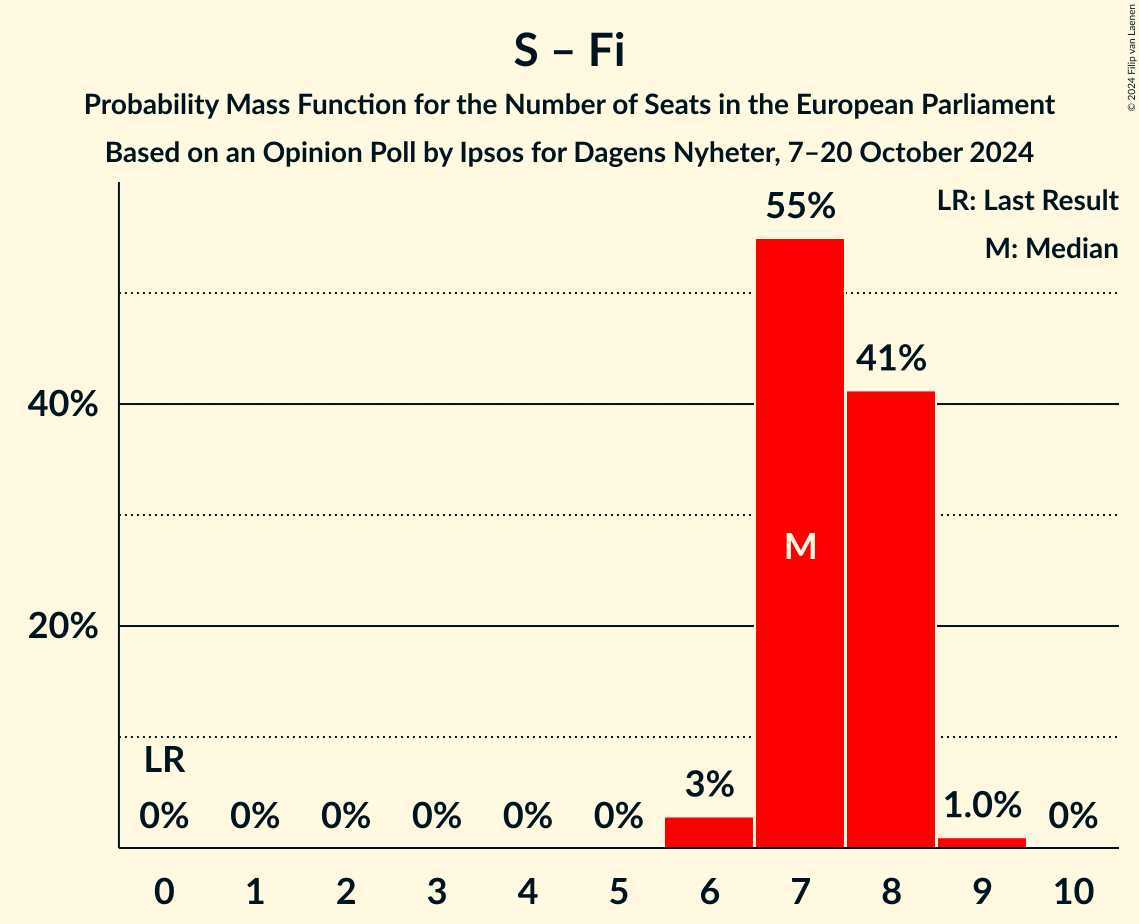 S – Fi
Probability Mass Function for the Number of Seats in the European Parliament
Based on an Opinion Poll by Ipsos for Dagens Nyheter, 7–20 October 2024
© 2024 Filip van Laenen
LR: Last Result
M: Median
55%
41%
40%
M
20%
LR
3%
1.0%
0% 0% 0% 0% 0% 0% 0%
0 1 2 3 4 5 6 7 8 9 10